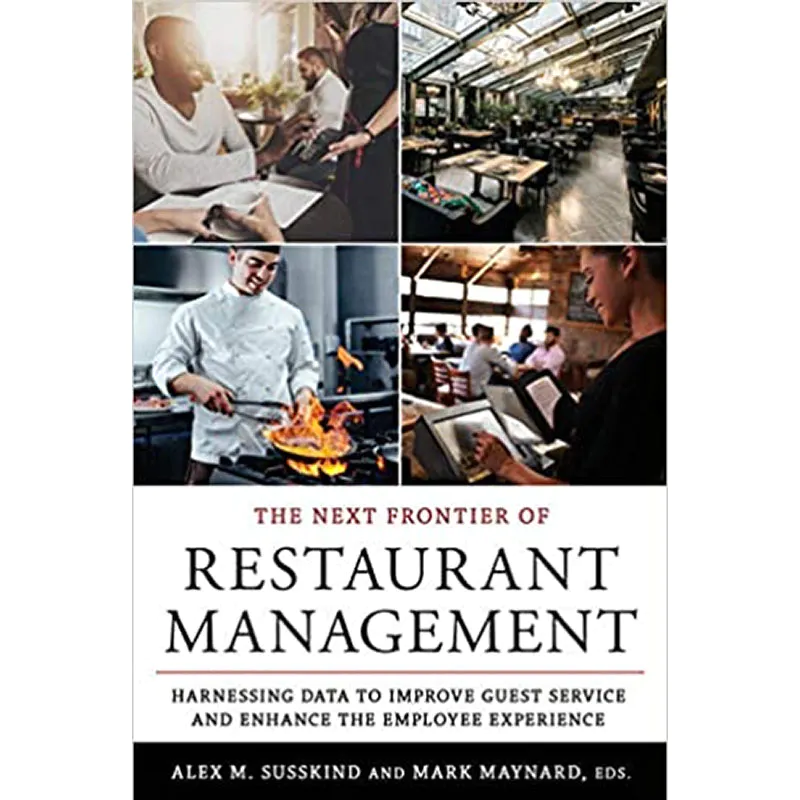 THE NEXT FRONTIER OF
RESTAURANT
MANAGEMENT
HARNESSING DATA TO IMPROVE GUEST SERVICE
AND ENHANCE THE EMPLOYEE EXPERIENCE
ALEX M. SUSSKIND AND MARK MAYNARD, EDS.